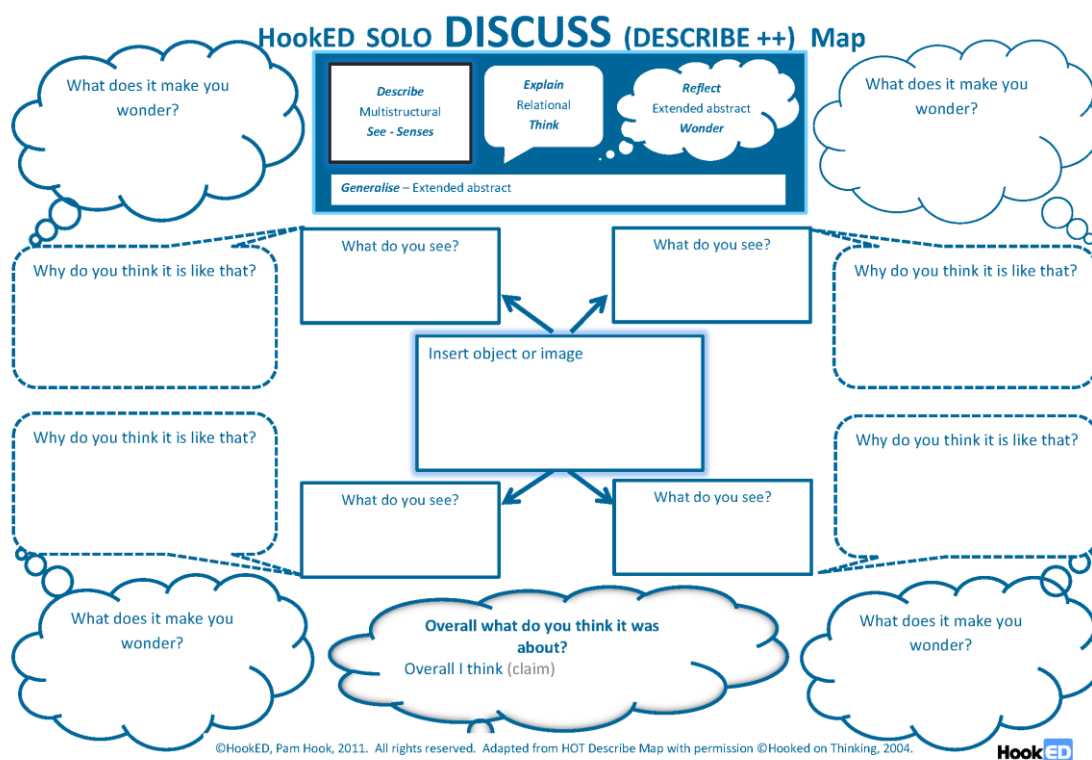 HookED SOLO DISCUSS (DESCRIBE ++) Map
What does it make you
wonder?
Describe
Multistructural
See - Senses
Explain
Relational
Think
Reflect
Extended abstract
Wonder
What does it make you
wonder?
Generalise – Extended abstract
Why do you think it is like that?
What do you see?
What do you see?
Why do you think it is like that?
Insert object or image
Why do you think it is like that?
What do you see?
What do you see?
Why do you think it is like that?
What does it make you
wonder?
Overall what do you think it was
about?
Overall I think (claim)
What does it make you
wonder?
©HookED, Pam Hook, 2011. All rights reserved. Adapted from HOT Describe Map with permission ©Hooked on Thinking, 2004.
HookED